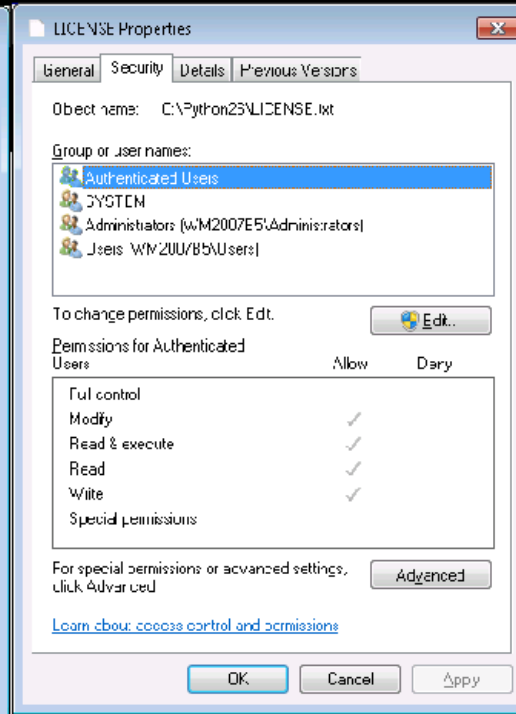 LICENSE Properties
General Security Details Previous Versions
Object name: C:\Python26\LICENSE.txt
Group or user names:
Authenticated Users
SYSTEM
Administrators (\Administrators)
Users (\Users)
To change permissions, click Edit.
Edit...
Permissions for Authenticated
Users Allow Deny
Full control
Modify
Read & execute
Read
Write
Special permissions
For special permissions or advanced settings,
click Advanced
Advanced
Learn about access control and permissions
OK Cancel Apply